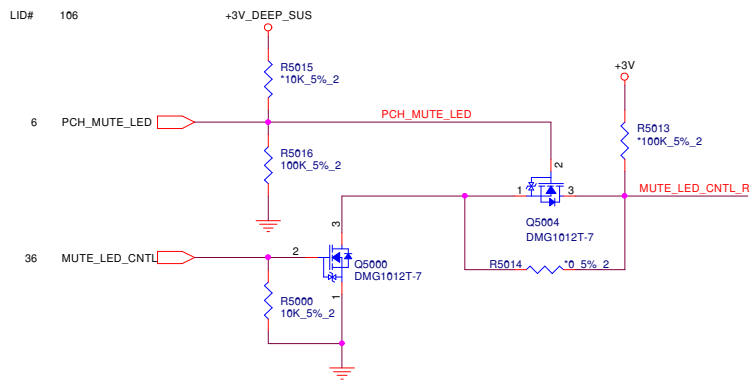 LID# 106
+3V_DEEP_SUS
R5015
*10K_5%_2
+3V
6 PCH_MUTE_LED
PCH_MUTE_LED
R5013
*100K_5%_2
R5016
100K_5%_2
2
1
3
MUTE_LED_CNTL_R
Q5004
DMG1012T-7
3
36 MUTE_LED_CNTL
2
Q5000
DMG1012T-7
R5014
*0_5%_2
R5000
10K_5%_2
1